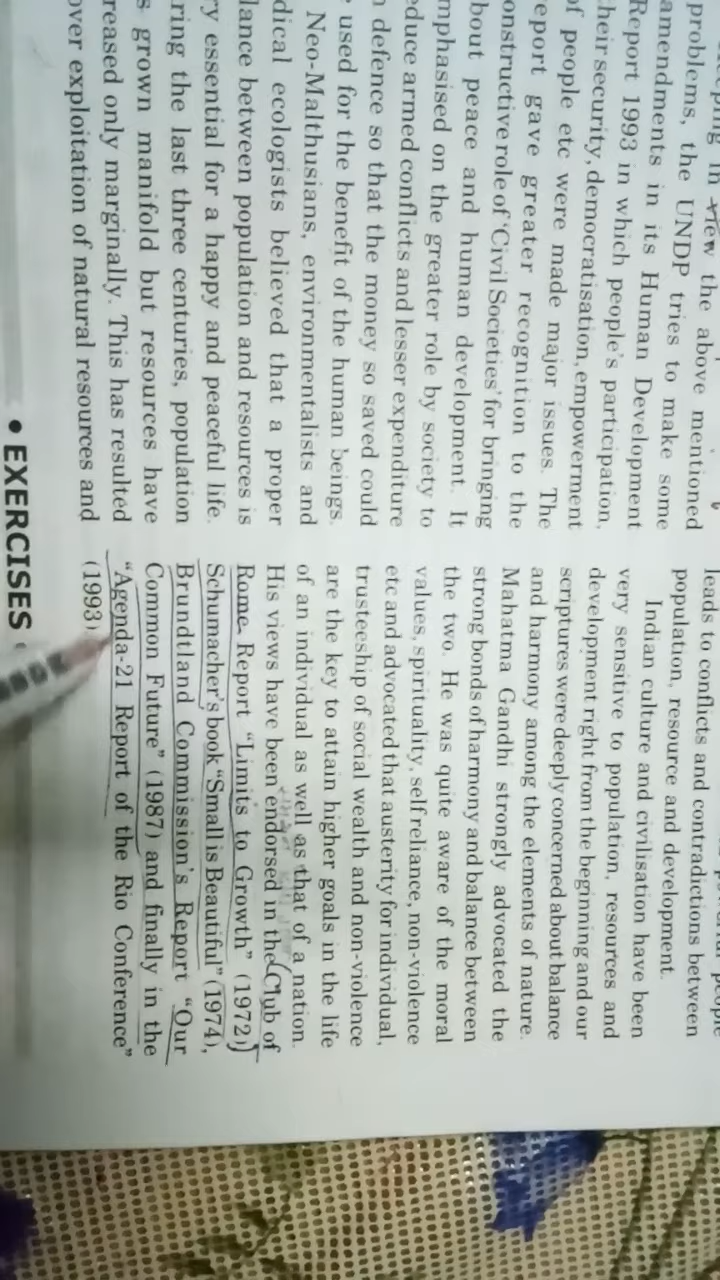 view the above mentioned
problems, the UNDP tries to make some
amendments in its Human Development
Report 1993 in which people's participation,
their security, democratisation, empowerment
of people etc were made major issues. The
report gave greater recognition to the
constructive role of 'Civil Societies' for bringing
about peace and human development. It
emphasised on the greater role by society to
reduce armed conflicts and lesser expenditure
defence so that the money so saved could
used for the benefit of the human beings.
Neo-Malthusians, environmentalists and
ecologists believed that a proper
between population and resources is
essential for a happy and peaceful life.
the last three centuries, population
grown manifold but resources have
only marginally. This has resulted
over exploitation of natural resources and
leads to conflicts and contradictions between
population, resource and development.
Indian culture and civilisation have been
very sensitive to population, resources and
development right from the beginning and our
scriptures were deeply concerned about balance
and harmony among the elements of nature.
Mahatma Gandhi strongly advocated the
strong bonds of harmony and balance between
the two. He was quite aware of the moral
values, spirituality, self reliance, non-violence
etc and advocated that austerity for individual,
trusteeship of social wealth and non-violence
are the key to attain higher goals in the life
of an individual as well as that of a nation.
His views have been endorsed in the Club of
Rome Report "Limits to Growth" (1972),
Schumacher's book "Small is Beautiful" (1974),
Brundtland Commission's Report "Our
Common Future" (1987) and finally in the
"Agenda-21 Report of the Rio Conference"
(1993)
• EXERCISES